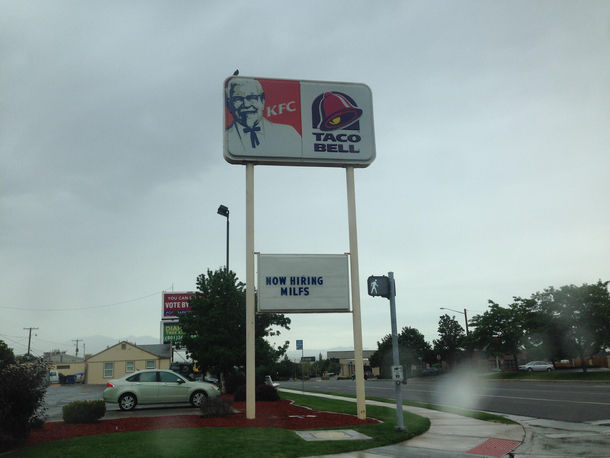 KFC
TACO
BELL
NOW HIRING
MILFS
YOU CAN
VOTE BY